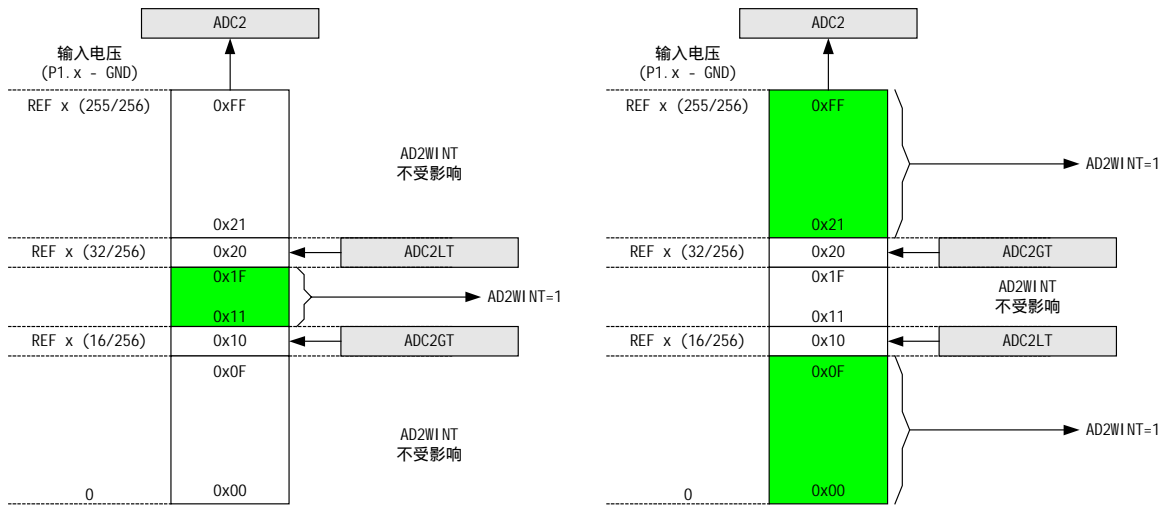 ADC2
输入电压
(P1.x - GND)
REF x (255/256)
0xFF
AD2WINT
不受影响
0x21
REF x (32/256)
0x20
ADC2LT
0x1F
AD2WINT=1
0x11
REF x (16/256)
0x10
ADC2GT
0x0F
AD2WINT
不受影响
0
0x00
ADC2
输入电压
(P1.x - GND)
REF x (255/256)
0xFF
AD2WINT=1
0x21
REF x (32/256)
0x20
ADC2GT
0x1F
AD2WINT
不受影响
0x11
REF x (16/256)
0x10
ADC2LT
0x0F
AD2WINT=1
0
0x00